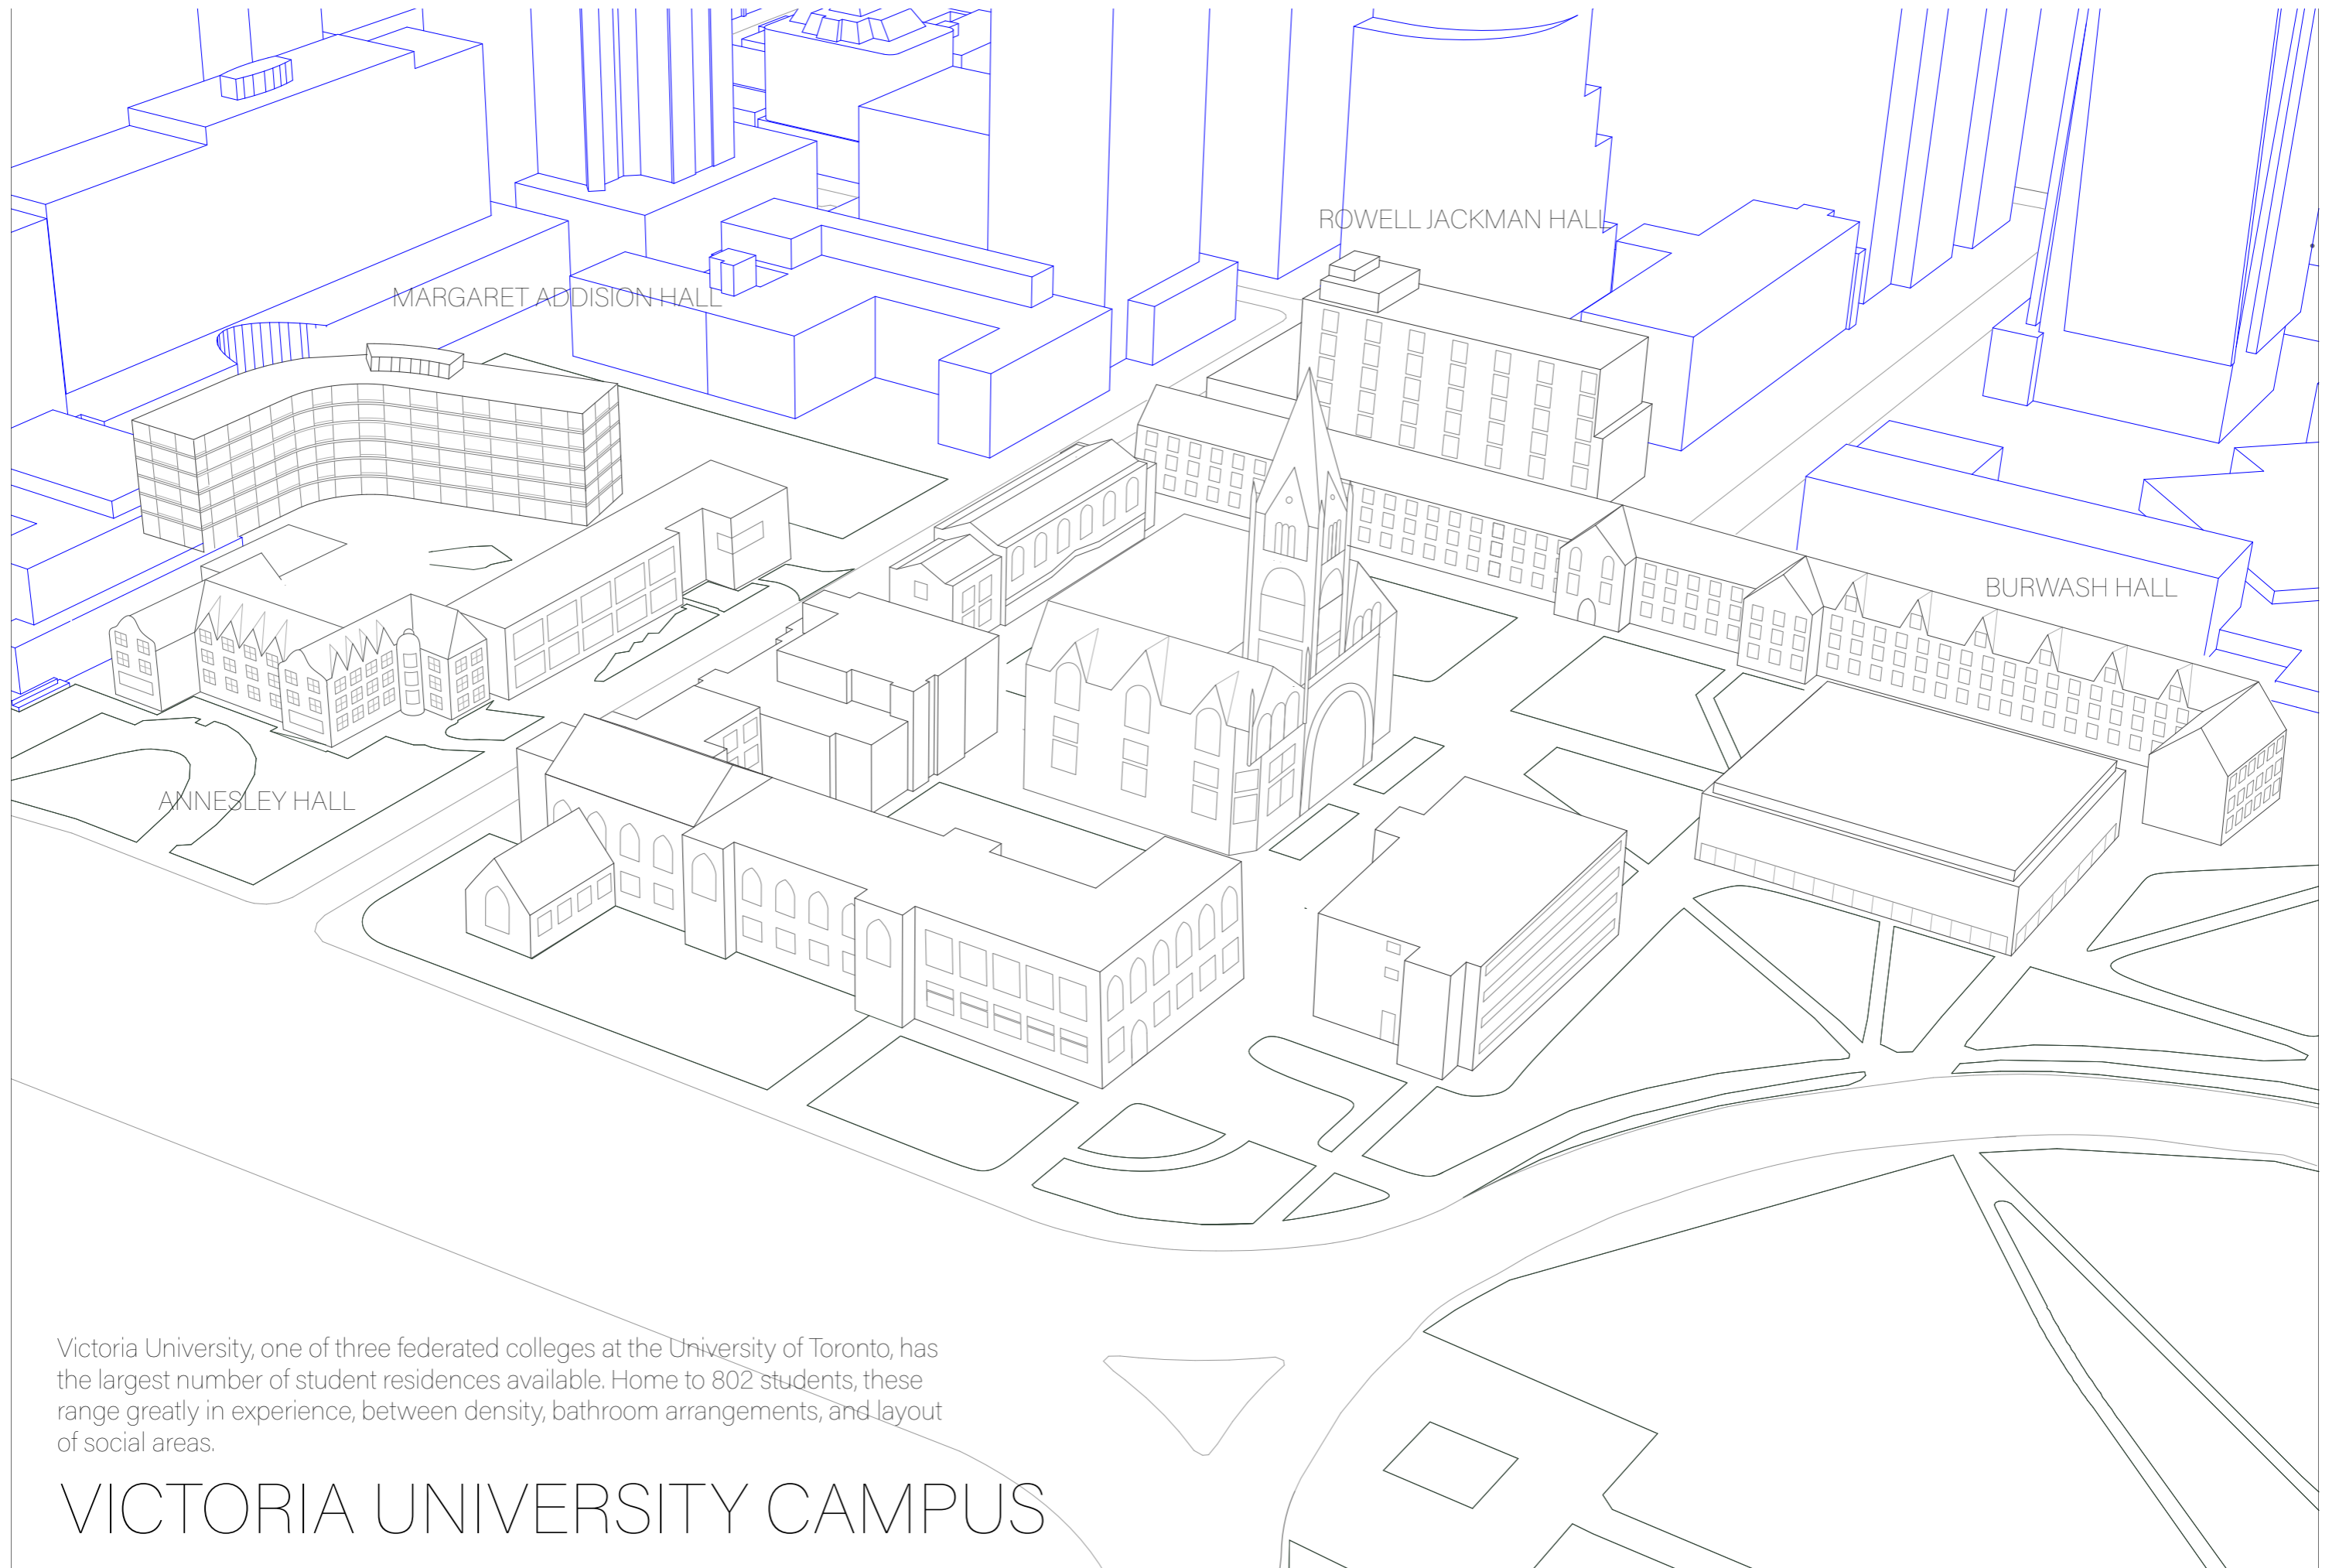 ROWELL JACKMAN HALL
MARGARET ADDISION HALL
BURWASH HALL
ANNESLEY HALL
Victoria University, one of three federated colleges at the University of Toronto, has
the largest number of student residences available. Home to 802 students, these
range greatly in experience, between density, bathroom arrangements, and layout
of social areas.
VICTORIA UNIVERSITY CAMPUS